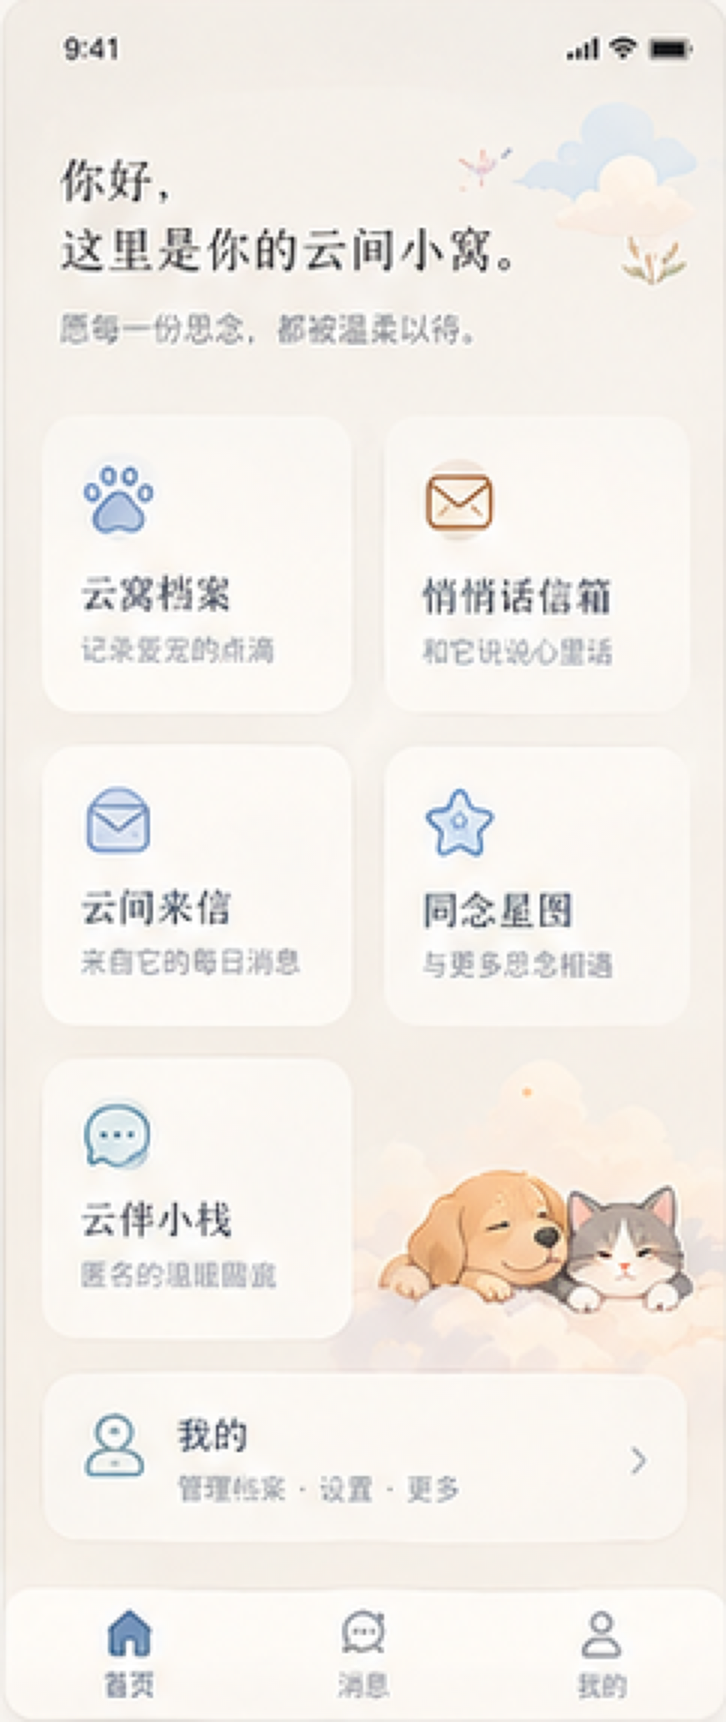 9:41
你好，
这里是你的云间小窝。
愿每一份思念，都被温柔以待。
云窝档案
记录爱宠的点滴
悄悄话信箱
和它说说心里话
云间来信
来自它的每日消息
同念星图
与更多思念相遇
云伴小栈
匿名的温暖
我的
管理档案 · 设置 · 更多
首页
消息
我的